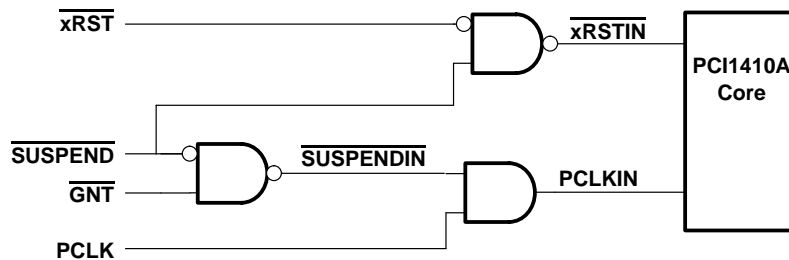 xRST
xRSTIN
PCI1410A
Core
SUSPEND
SUSPENDIN
GNT
PCLKIN
PCLK